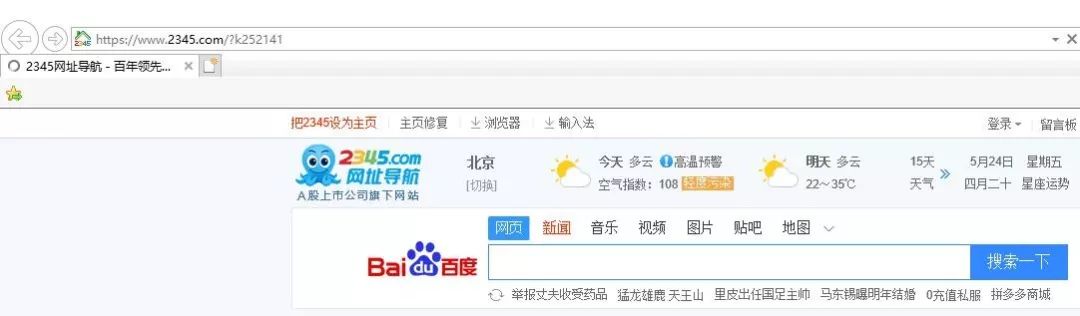 https://www.2345.com/?k252141
2345网址导航 - 百年领先...
把2345设为主页 主页修复 浏览器 输入法 登录 留言板
2345.com
网址导航
A股上市公司旗下网站
北京
[切换]
今天 多云 高温预警
空气指数：108 轻度污染
明天 多云
22～35℃
15天
天气
5月24日 星期五
四月二十 星座运势
网页 新闻 音乐 视频 图片 贴吧 地图
Bai du 百度 搜索一下
举报丈夫收受药品 猛龙雄鹿 天王山 里皮出任国足主帅 马东锡曝明年结婚 0充值私服 拼多多商城